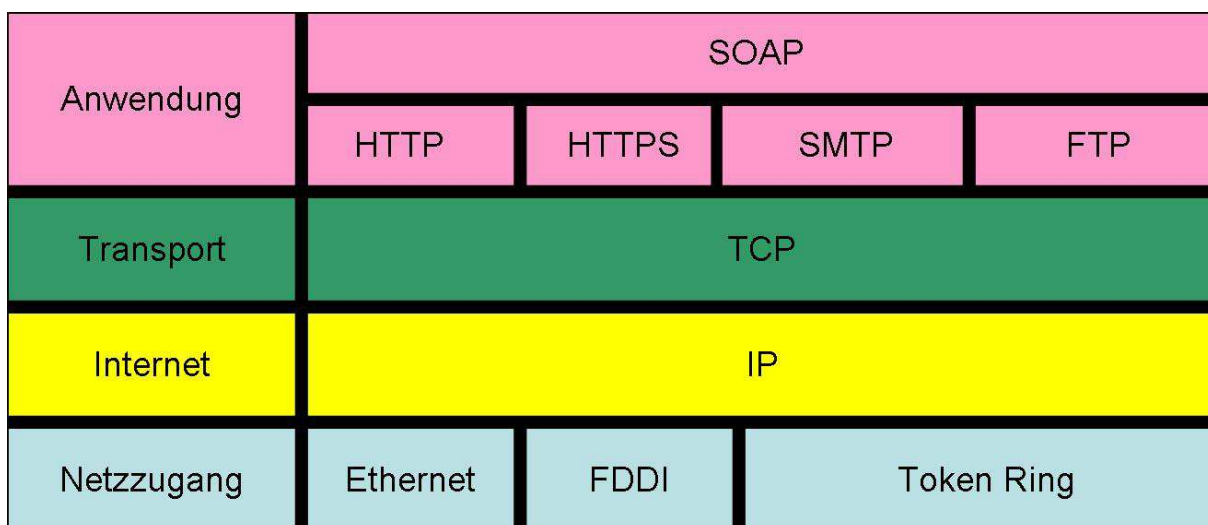 SOAP
Anwendung
HTTP HTTPS SMTP FTP
Transport TCP
Internet IP
Netzzugang Ethernet FDDI Token Ring